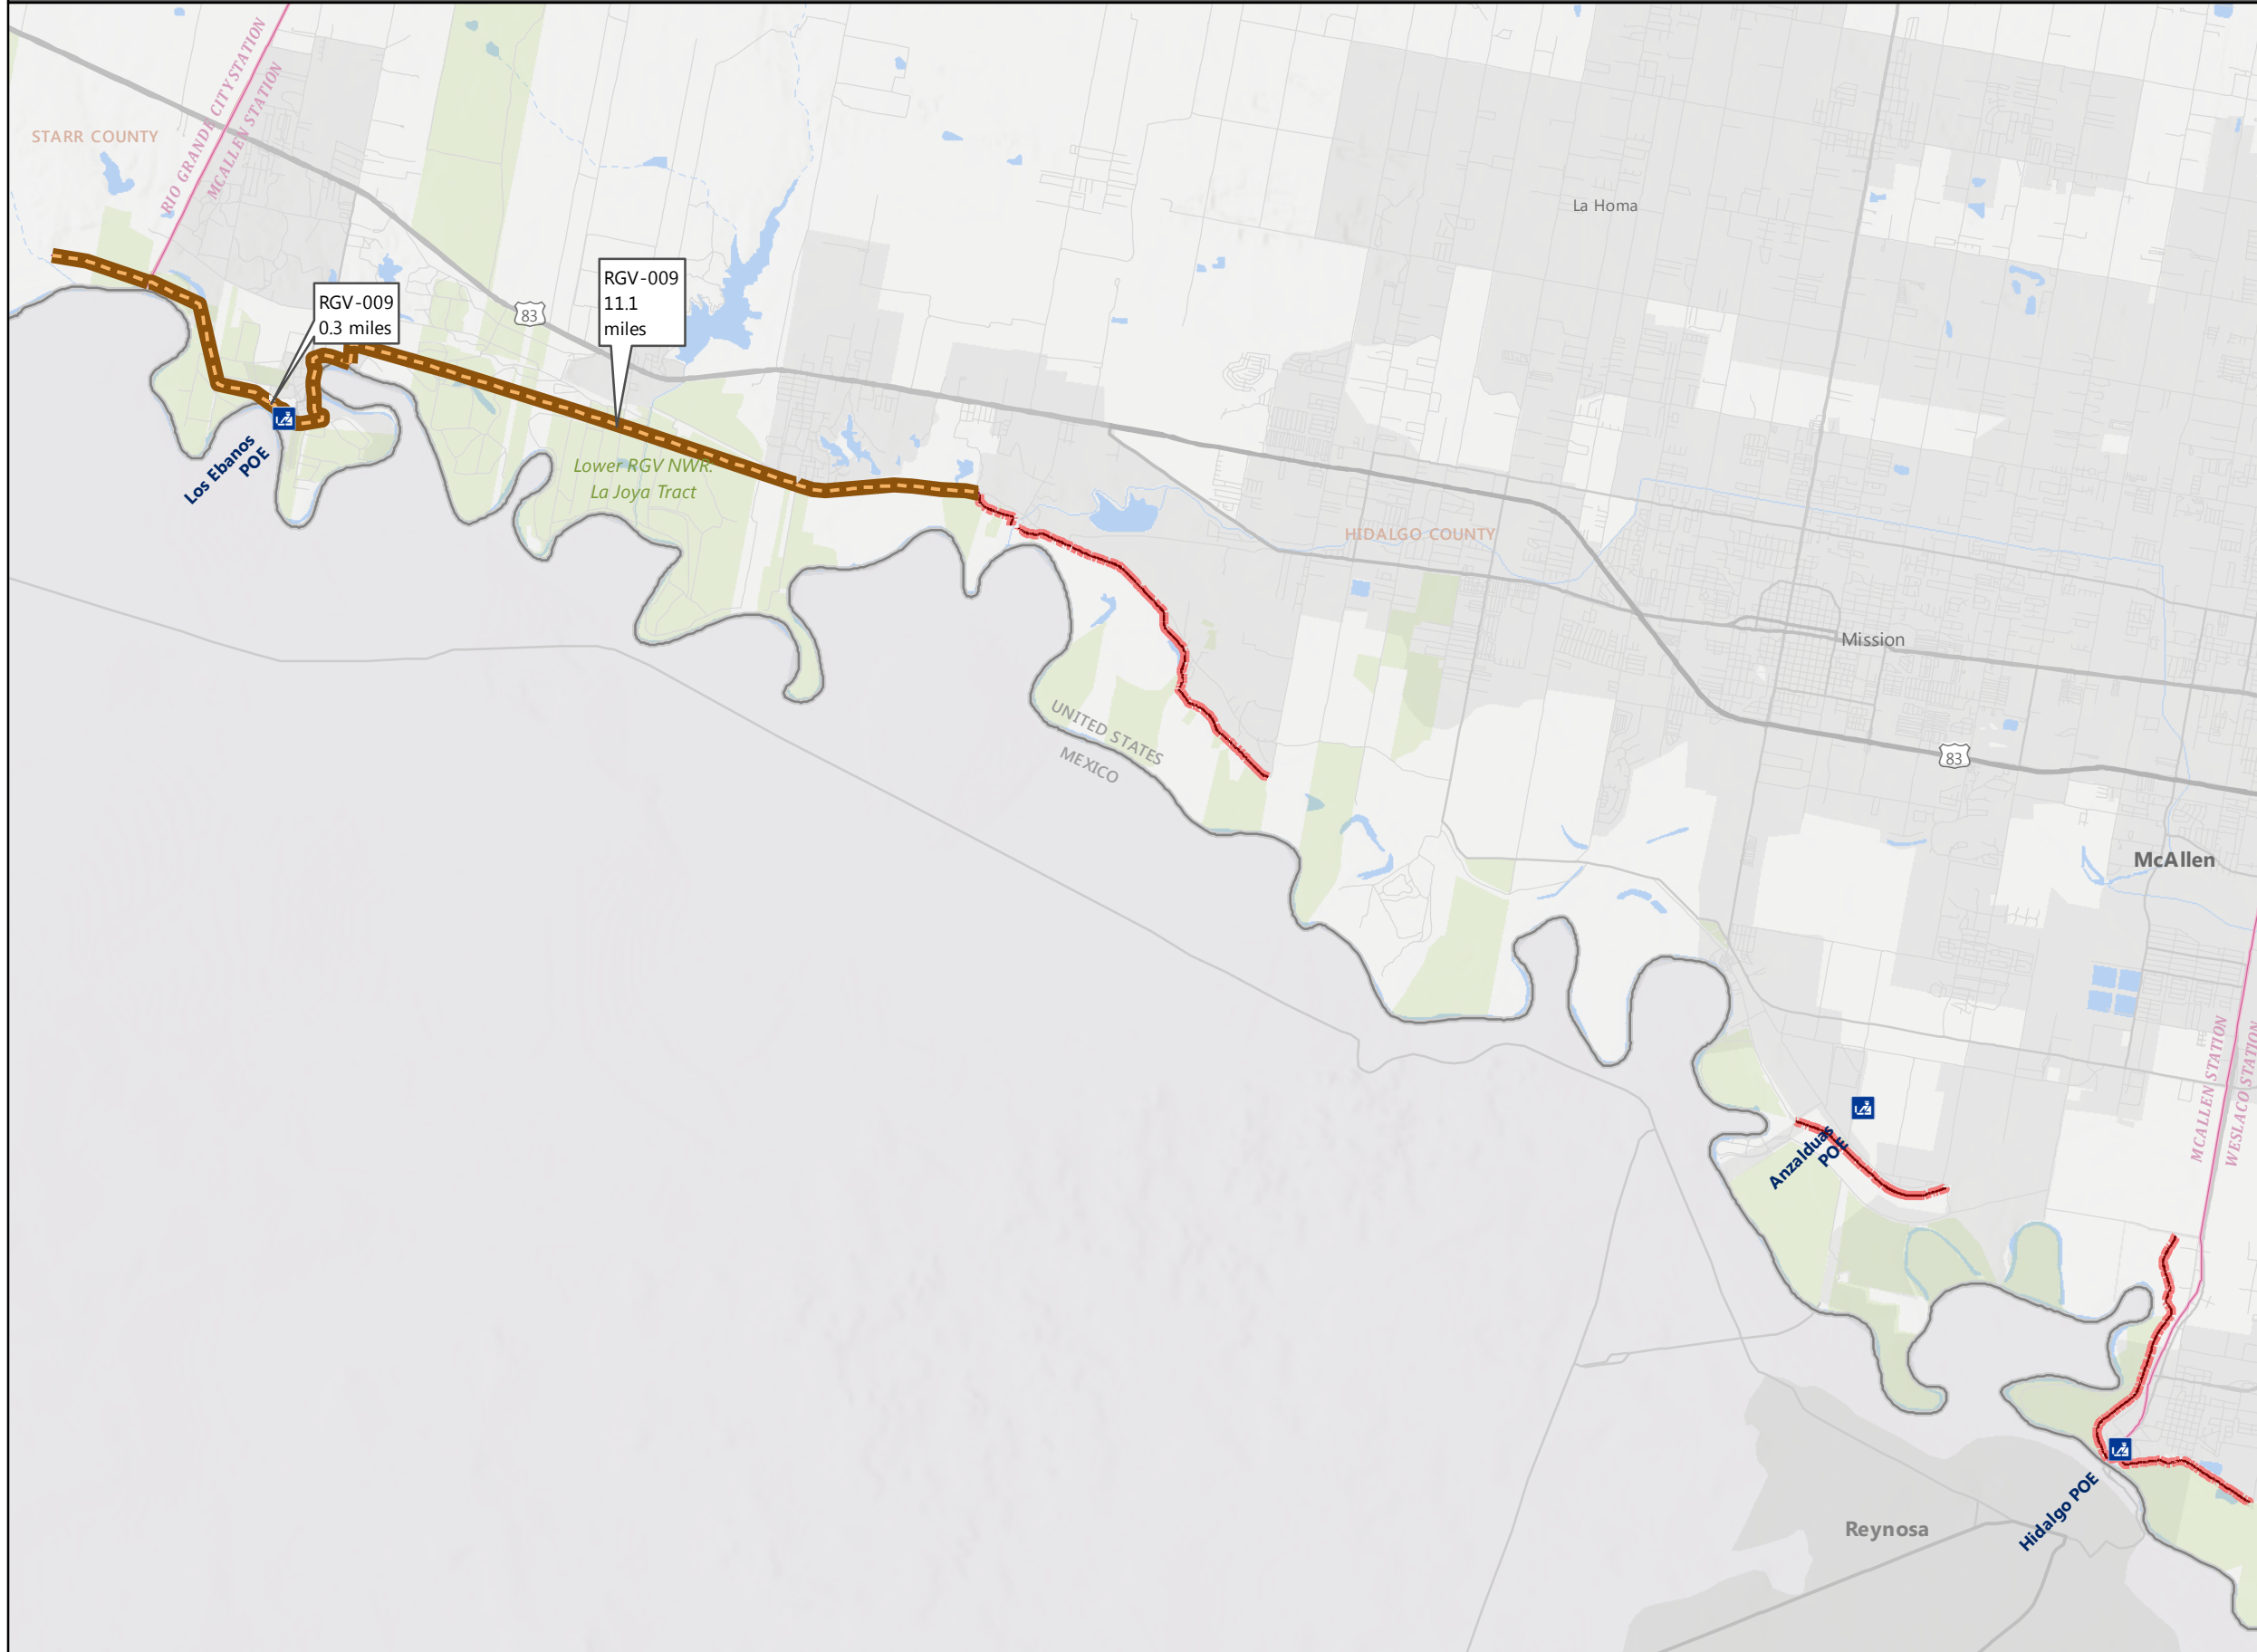 STARR COUNTY
RIO GRANDE CITY STATION
MCALLEN STATION
La Homa
RGV-009
0.3 miles
RGV-009
11.1
miles
83
Los Ebanos
POE
Lower RGV NWR:
La Joya Tract
HIDALGO COUNTY
Mission
UNITED STATES
MEXICO
83
McAllen
MCALLEN STATION
WESLACO STATION
Anzalduas
POE
Hidalgo POE
Reynosa